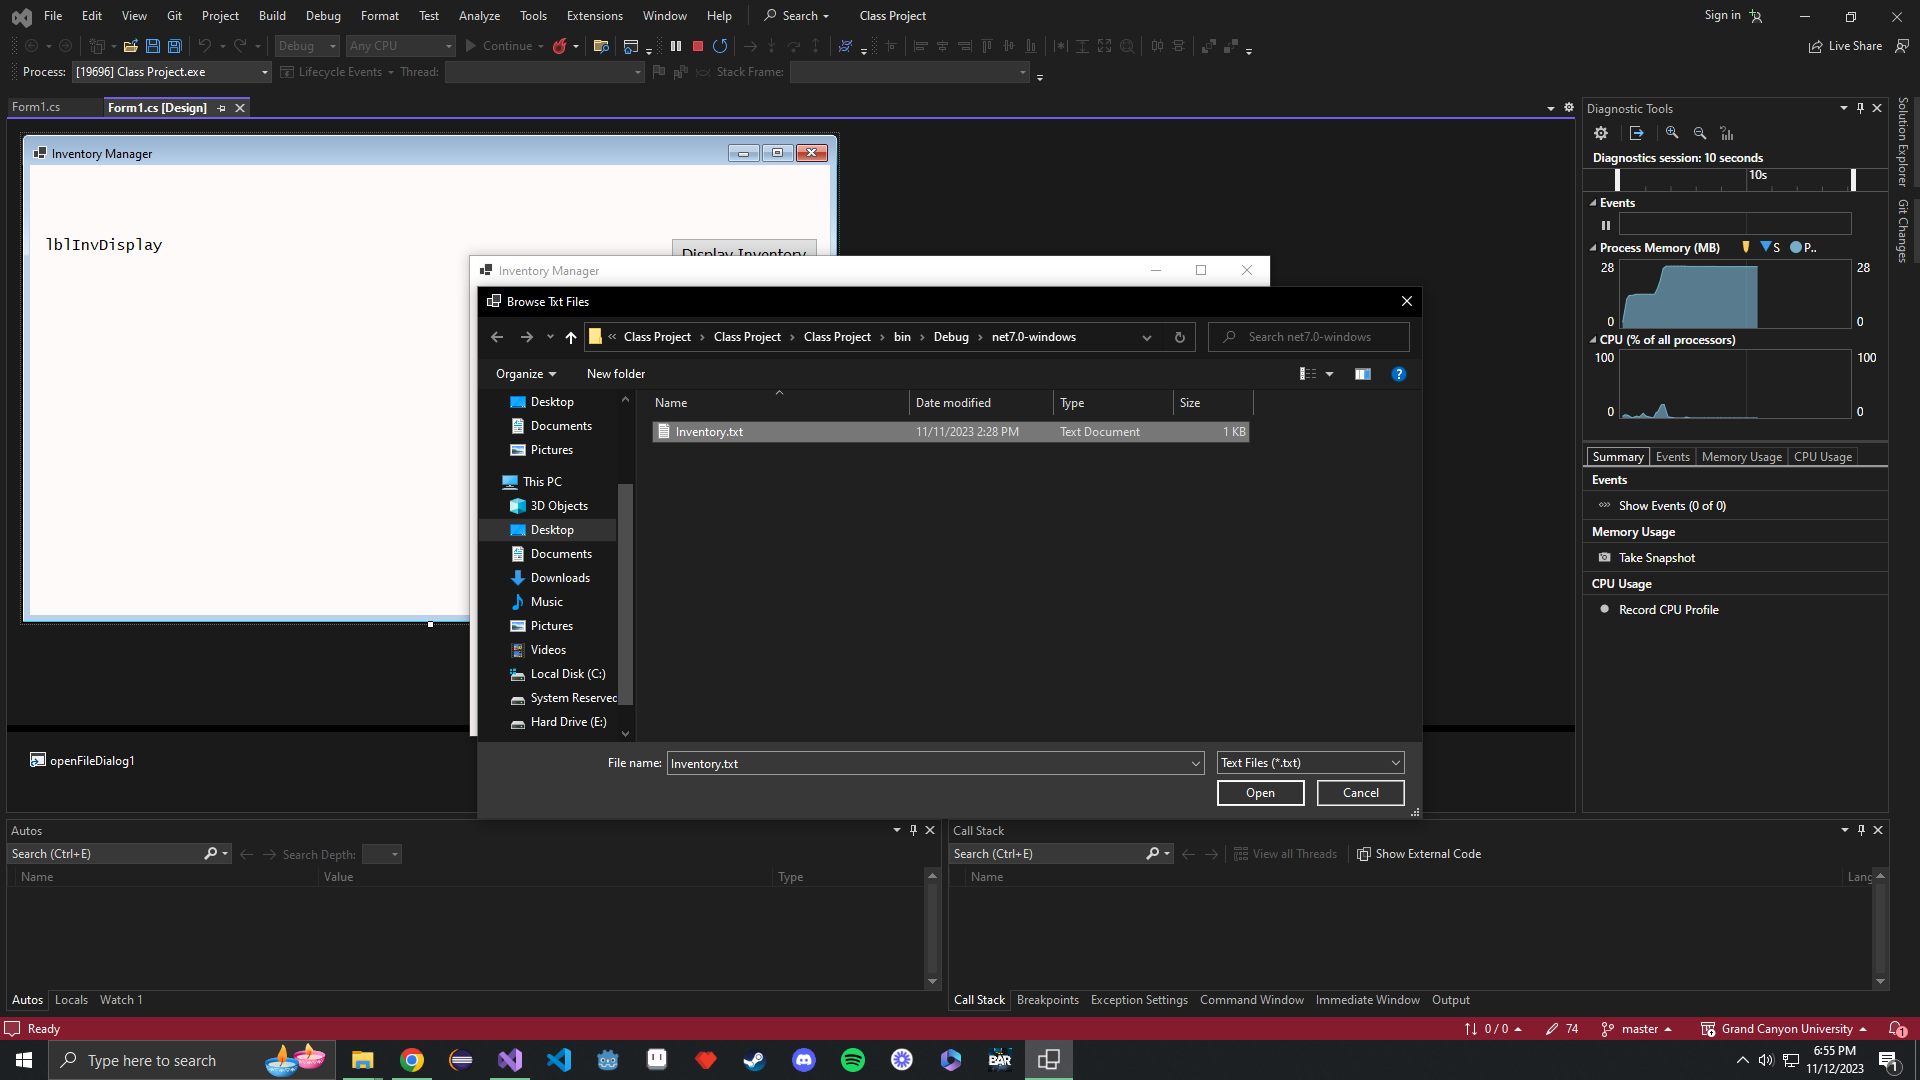 File Edit View Git Project Build Debug Format Test Analyze Tools Extensions Window Help Search Class Project Sign in
Debug Any CPU Continue Live Share
Process: [19696] Class Project.exe Lifecycle Events Thread: Stack Frame:
Form1.cs Form1.cs [Design]
Inventory Manager
lblInvDisplay
Display Inventory
Inventory Manager
Browse Txt Files
« Class Project › Class Project › Class Project › bin › Debug › net7.0-windows Search net7.0-windows
Organize New folder
Desktop
Documents
Pictures
This PC
3D Objects
Desktop
Documents
Downloads
Music
Pictures
Videos
Local Disk (C:)
System Reserved
Hard Drive (E:)
Name Date modified Type Size
Inventory.txt 11/11/2023 2:28 PM Text Document 1 KB
File name: Inventory.txt Text Files (*.txt)
Open Cancel
openFileDialog1
Diagnostic Tools
Diagnostics session: 10 seconds
10s
Events
Process Memory (MB) S P..
28 28
0 0
CPU (% of all processors)
100 100
0 0
Summary Events Memory Usage CPU Usage
Events
Show Events (0 of 0)
Memory Usage
Take Snapshot
CPU Usage
Record CPU Profile
Solution Explorer
Git Changes
Autos
Search (Ctrl+E) Search Depth:
Name Value Type
Autos Locals Watch 1
Call Stack
Search (Ctrl+E) View all Threads Show External Code
Name Lang
Call Stack Breakpoints Exception Settings Command Window Immediate Window Output
Ready 0 / 0 74 master Grand Canyon University 1
Type here to search BAR 6:55 PM
11/12/2023 1